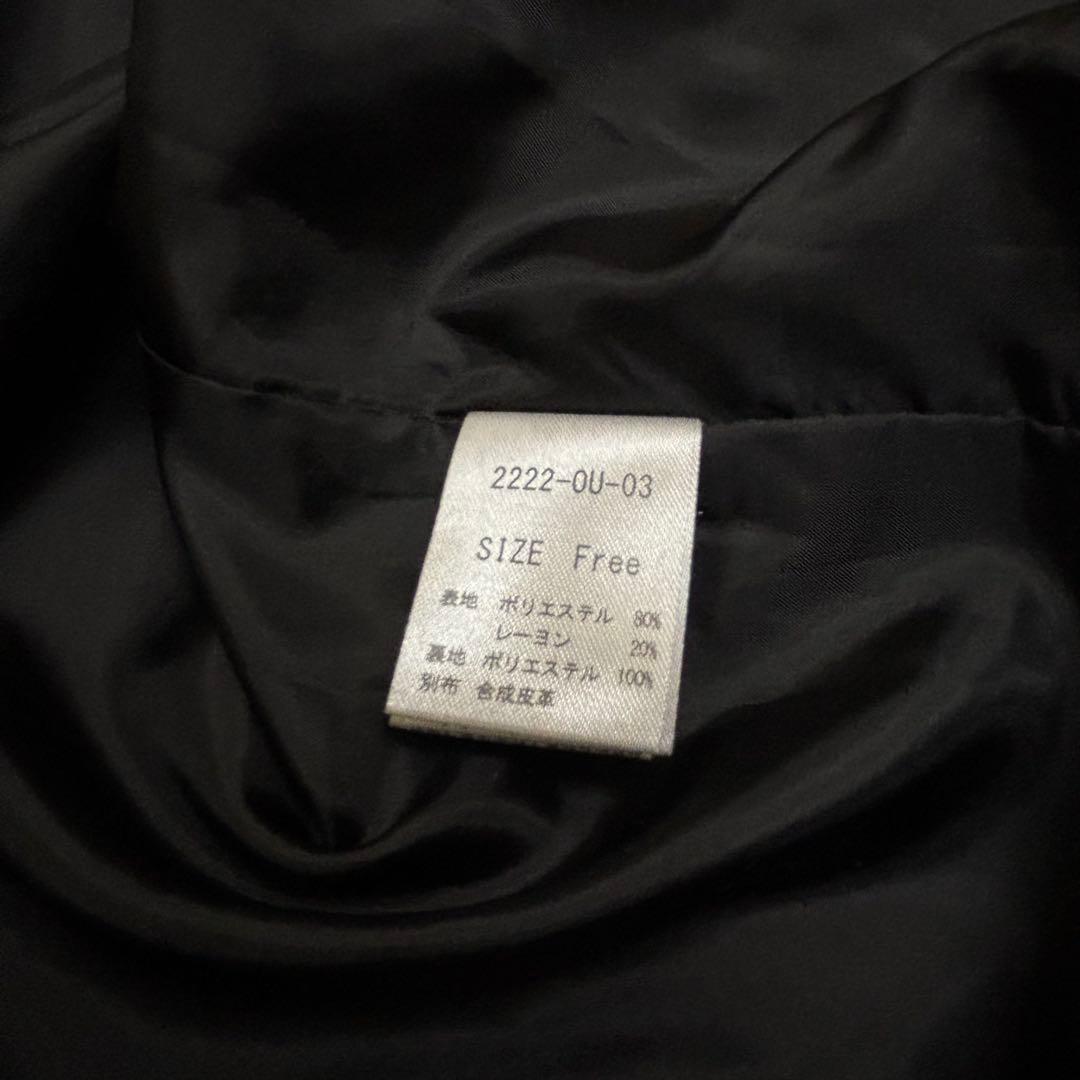 2222-OU-03
SIZE Free
表地 ポリエステル 80%
レーヨン 20%
裏地 ポリエステル 100%
別布 合成皮革